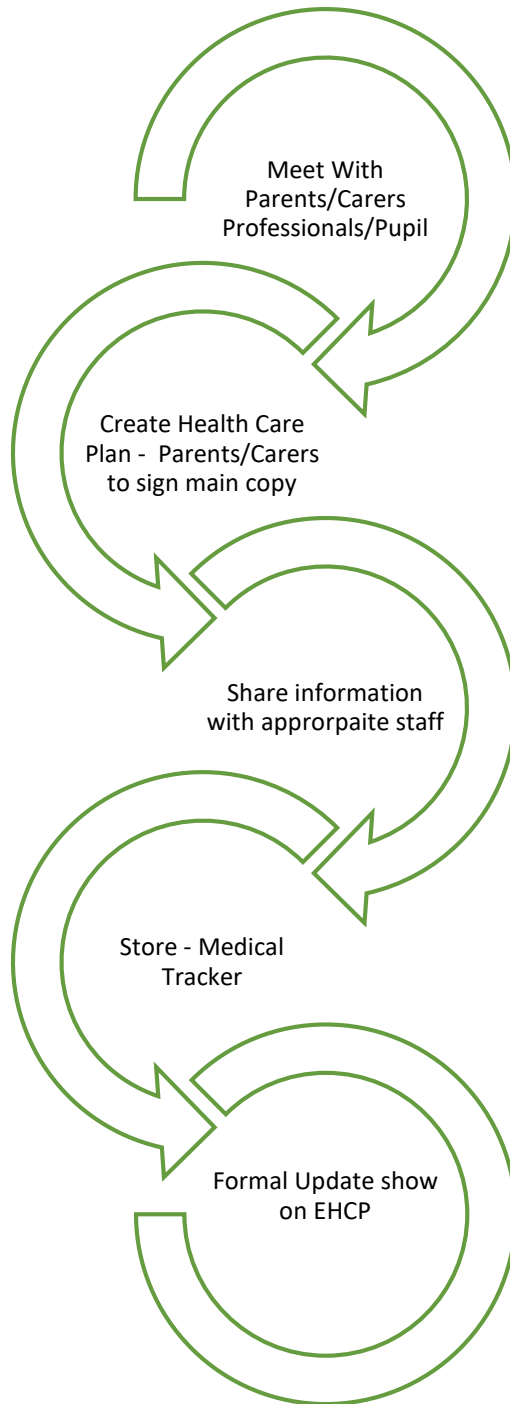 Meet With
Parents/Carers
Professionals/Pupil
Create Health Care
Plan - Parents/Carers
to sign main copy
Share information
with approrpaite staff
Store - Medical
Tracker
Formal Update show
on EHCP